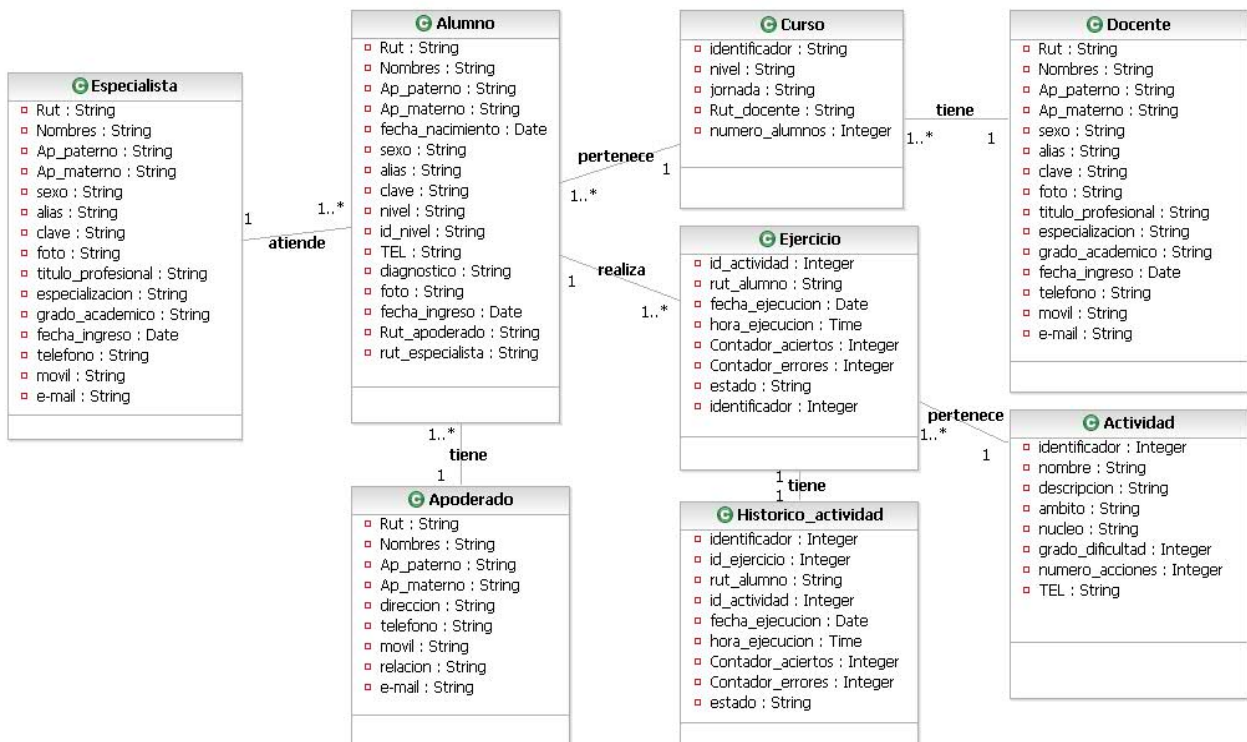 Especialista
Rut : String
Nombres : String
Ap_paterno : String
Ap_materno : String
sexo : String
alias : String
clave : String
foto : String
titulo_profesional : String
especializacion : String
grado_academico : String
fecha_ingreso : Date
telefono : String
movil : String
e-mail : String
1
1..*
atiende
Alumno
Rut : String
Nombres : String
Ap_paterno : String
Ap_materno : String
fecha_nacimiento : Date
sexo : String
alias : String
clave : String
nivel : String
id_nivel : String
TEL : String
diagnostico : String
foto : String
fecha_ingreso : Date
Rut_apoderado : String
rut_especialista : String
pertenece
1..*
1
realiza
1
1..*
1..*
tiene
1
Apoderado
Rut : String
Nombres : String
Ap_paterno : String
Ap_materno : String
direccion : String
telefono : String
movil : String
relacion : String
e-mail : String
Curso
identificador : String
nivel : String
jornada : String
Rut_docente : String
numero_alumnos : Integer
tiene
1..*
1
Ejercicio
id_actividad : Integer
rut_alumno : String
fecha_ejecucion : Date
hora_ejecucion : Time
Contador_aciertos : Integer
Contador_errores : Integer
estado : String
identificador : Integer
pertenece
1..*
1
1
tiene
1
Historico_actividad
identificador : Integer
id_ejercicio : Integer
rut_alumno : String
id_actividad : Integer
fecha_ejecucion : Date
hora_ejecucion : Time
Contador_aciertos : Integer
Contador_errores : Integer
estado : String
Docente
Rut : String
Nombres : String
Ap_paterno : String
Ap_materno : String
sexo : String
alias : String
clave : String
foto : String
titulo_profesional : String
especializacion : String
grado_academico : String
fecha_ingreso : Date
telefono : String
movil : String
e-mail : String
Actividad
identificador : Integer
nombre : String
descripcion : String
ambito : String
nucleo : String
grado_dificultad : Integer
numero_acciones : Integer
TEL : String